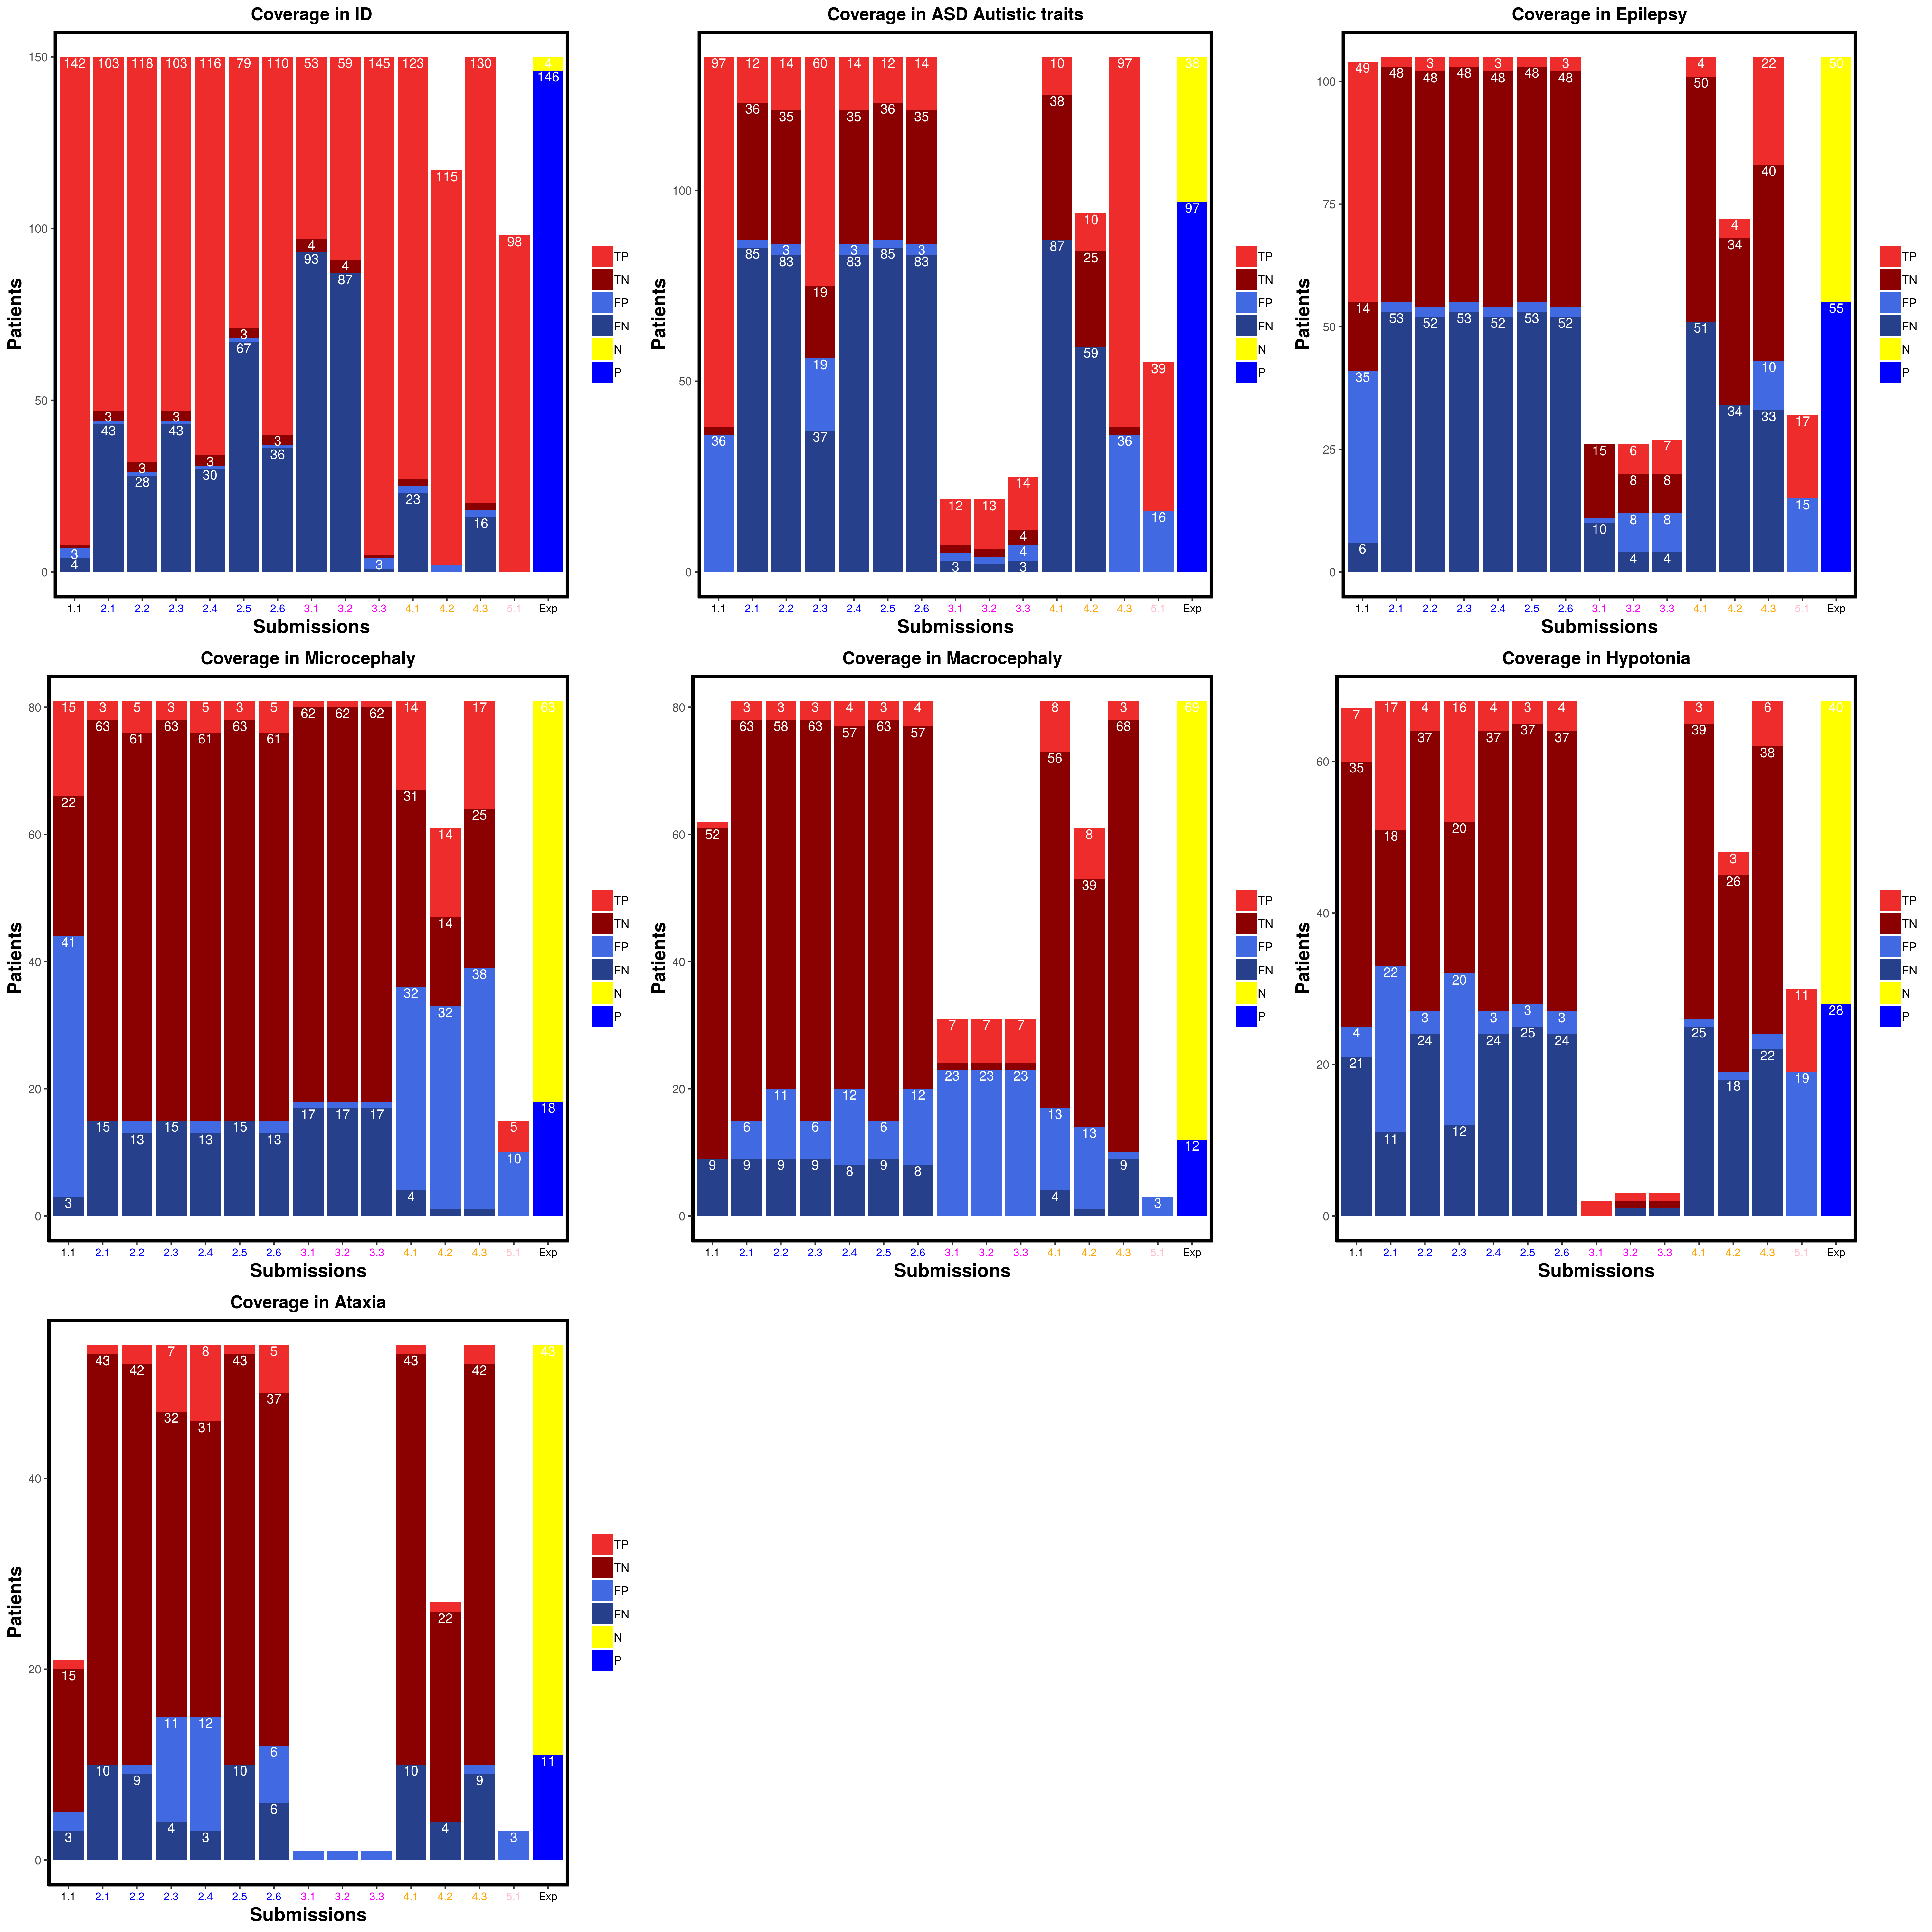 Coverage in ID
Patients
150
100
50
0
142 103 118 103 116 79 110 53 59 145 123 115 130 98 4
3 3 3 3 3 3 3 4 4 3 146
4 43 28 43 30 67 36 93 87 23 16
1.1 2.1 2.2 2.3 2.4 2.5 2.6 3.1 3.2 3.3 4.1 4.2 4.3 5.1 Exp
Submissions
TP
TN
FP
FN
N
P
Coverage in ASD Autistic traits
Patients
100
50
0
97 12 14 60 14 12 14 12 13 14 10 10 97 39 38
36 35 19 35 36 35 4 38 25 97
36 3 19 3 3 4 36 16
85 83 37 83 85 83 3 3 87 59
1.1 2.1 2.2 2.3 2.4 2.5 2.6 3.1 3.2 3.3 4.1 4.2 4.3 5.1 Exp
Submissions
TP
TN
FP
FN
N
P
Coverage in Epilepsy
Patients
100
75
50
25
0
49 3 3 3 6 7 4 4 22 17 50
14 48 48 48 48 48 48 15 8 8 50 34 40 55
35 8 8 10 15
6 53 52 53 52 53 52 10 4 4 51 34 33
1.1 2.1 2.2 2.3 2.4 2.5 2.6 3.1 3.2 3.3 4.1 4.2 4.3 5.1 Exp
Submissions
TP
TN
FP
FN
N
P
Coverage in Microcephaly
Patients
80
60
40
20
0
15 3 5 3 5 3 5 14 14 17 5 63
22 63 61 63 61 63 61 62 62 62 31 14 25 18
41 32 32 38 10
3 15 13 15 13 15 13 17 17 17 4
1.1 2.1 2.2 2.3 2.4 2.5 2.6 3.1 3.2 3.3 4.1 4.2 4.3 5.1 Exp
Submissions
TP
TN
FP
FN
N
P
Coverage in Macrocephaly
Patients
80
60
40
20
0
3 3 3 4 3 4 7 7 7 8 8 3 69
52 63 58 63 57 63 57 56 39 68 12
6 11 6 12 6 12 23 23 23 13 13 3
9 9 9 9 8 9 8 4 9
1.1 2.1 2.2 2.3 2.4 2.5 2.6 3.1 3.2 3.3 4.1 4.2 4.3 5.1 Exp
Submissions
TP
TN
FP
FN
N
P
Coverage in Hypotonia
Patients
60
40
20
0
7 17 4 16 4 3 4 3 3 6 11 40
35 18 37 20 37 37 37 39 26 38 28
4 22 3 20 3 3 3 19
21 11 24 12 24 25 24 25 18 22
1.1 2.1 2.2 2.3 2.4 2.5 2.6 3.1 3.2 3.3 4.1 4.2 4.3 5.1 Exp
Submissions
TP
TN
FP
FN
N
P
Coverage in Ataxia
Patients
40
20
0
7 8 5 43
15 43 42 32 31 43 37 43 22 42 11
11 12 6 3
3 10 9 4 3 10 6 10 4 9
1.1 2.1 2.2 2.3 2.4 2.5 2.6 3.1 3.2 3.3 4.1 4.2 4.3 5.1 Exp
Submissions
TP
TN
FP
FN
N
P